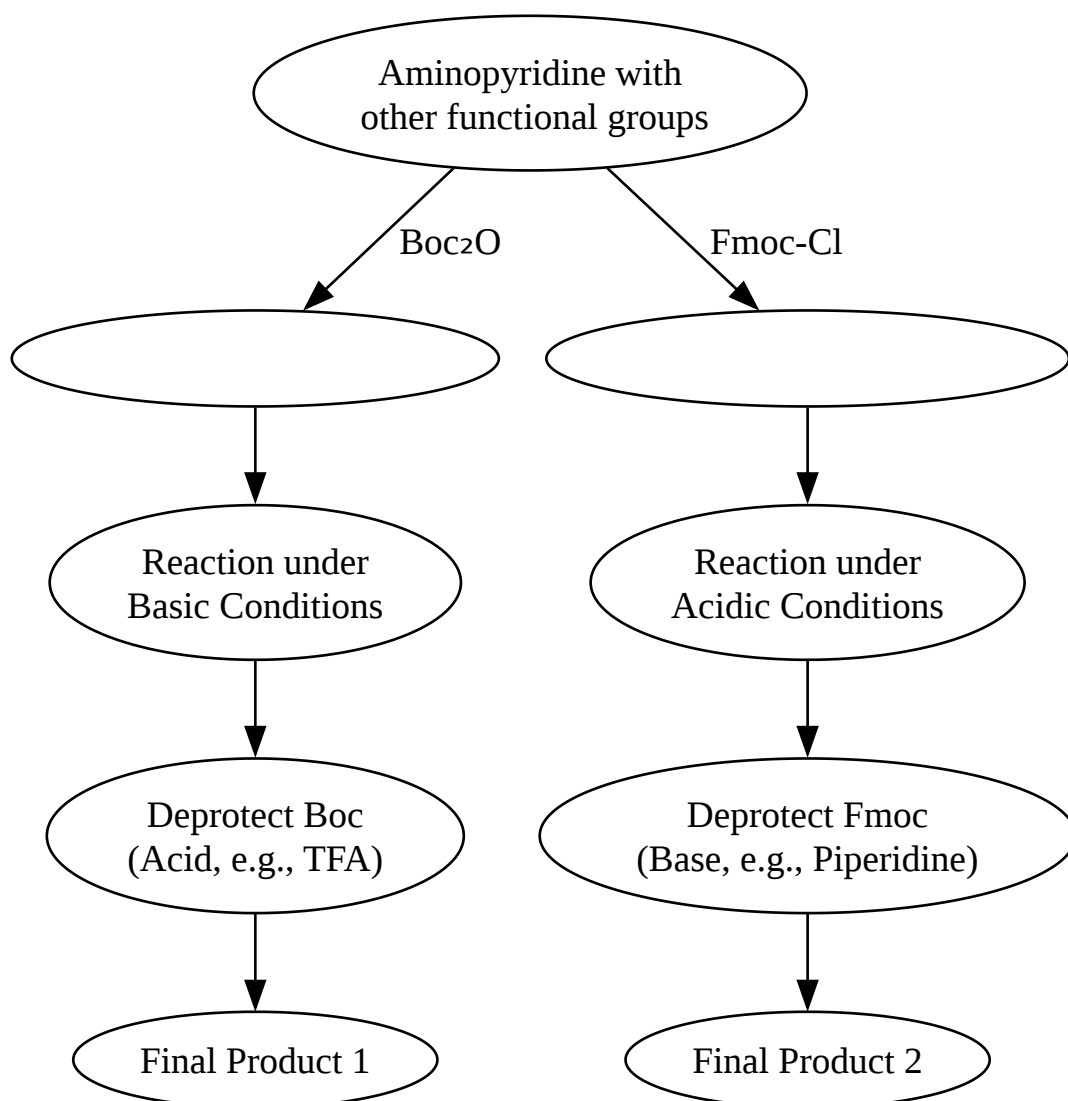 Aminopyridine with
other functional groups
Boc₂O
Fmoc-Cl
Reaction under
Basic Conditions
Reaction under
Acidic Conditions
Deprotect Boc
(Acid, e.g., TFA)
Deprotect Fmoc
(Base, e.g., Piperidine)
Final Product 1
Final Product 2